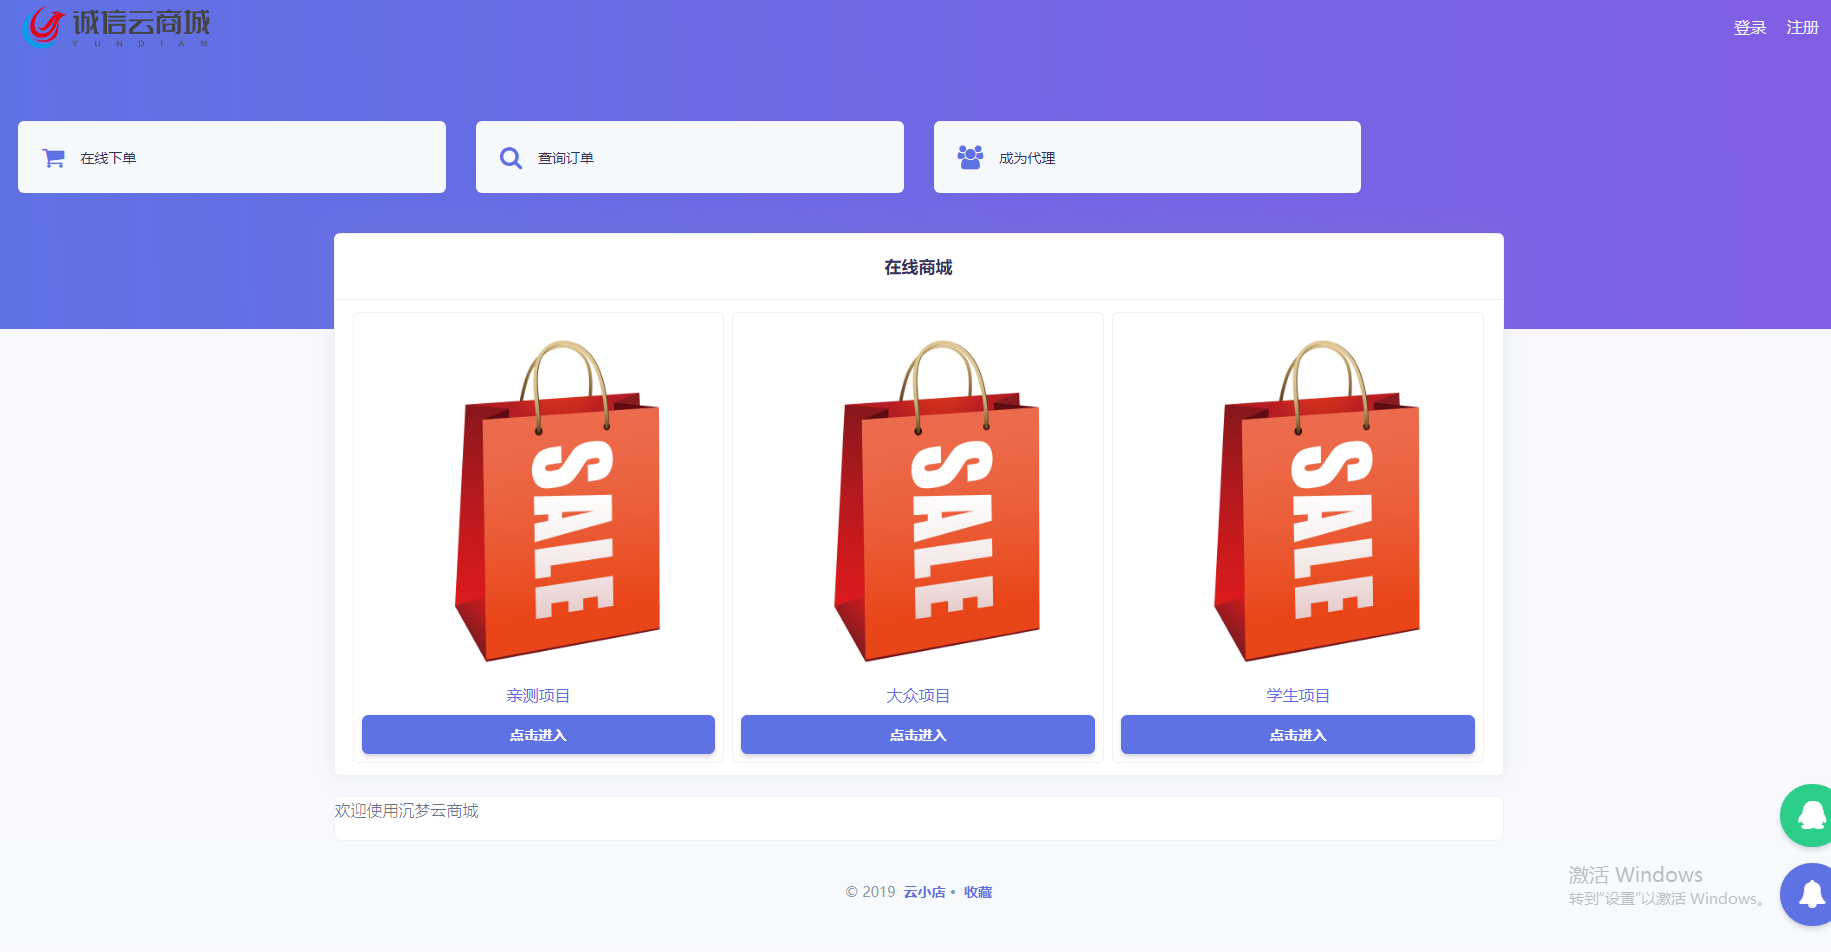 诚信云商城
YUNDIAN
登录 注册
在线下单
查询订单
成为代理
在线商城
SALE
SALE
SALE
亲测项目
大众项目
学生项目
点击进入
点击进入
点击进入
欢迎使用沉梦云商城
© 2019 云小店 • 收藏
激活 Windows
转到"设置"以激活 Windows。